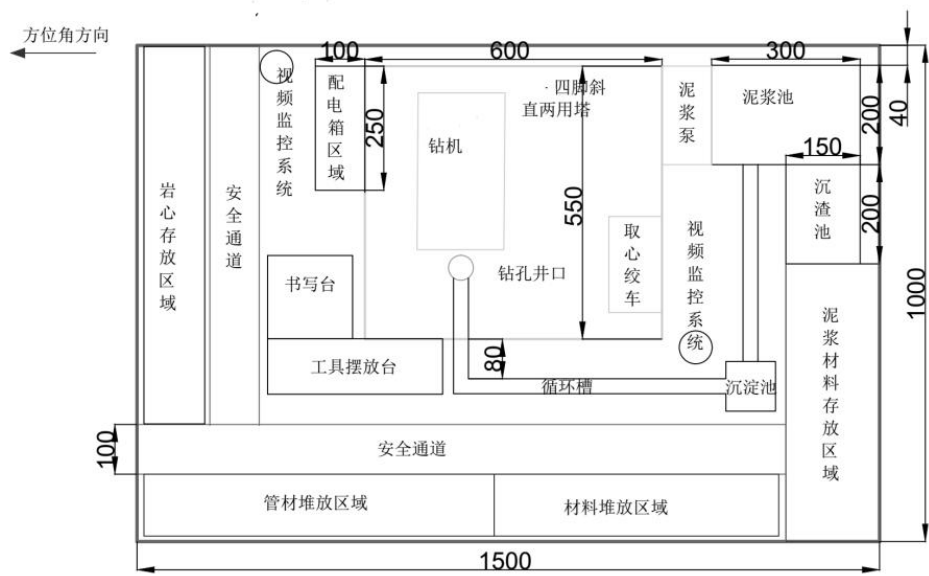 方位角方向
100
600
300
视频监控系统
配电箱区域
250
· 四脚斜
直两用塔
泥浆泵
泥浆池
200
40
钻机
150
550
岩心存放区域
安全通道
沉渣池
200
取心绞车
视频监控系统
书写台
钻孔井口
1000
泥浆材料存放区域
80
工具摆放台
循环槽
沉淀池
100
安全通道
管材堆放区域
材料堆放区域
1500